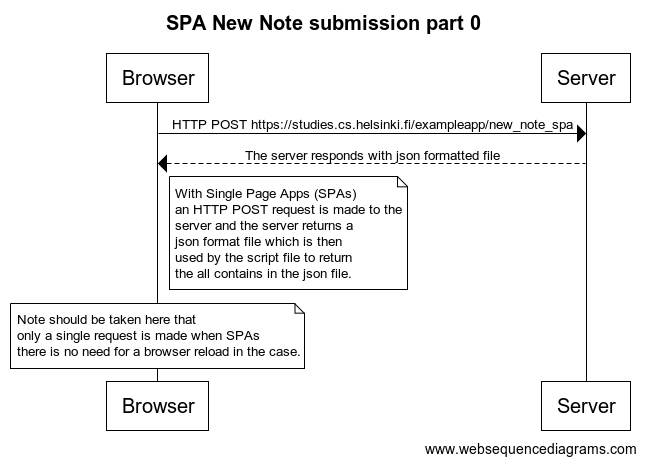 SPA New Note submission part 0
Browser
Server
HTTP POST https://studies.cs.helsinki.fi/exampleapp/new_note_spa
The server responds with json formatted file
With Single Page Apps (SPAs)
an HTTP POST request is made to the
server and the server returns a
json format file which is then
used by the script file to return
the all contains in the json file.
Note should be taken here that
only a single request is made when SPAs
there is no need for a browser reload in the case.
Browser
Server
www.websequencediagrams.com